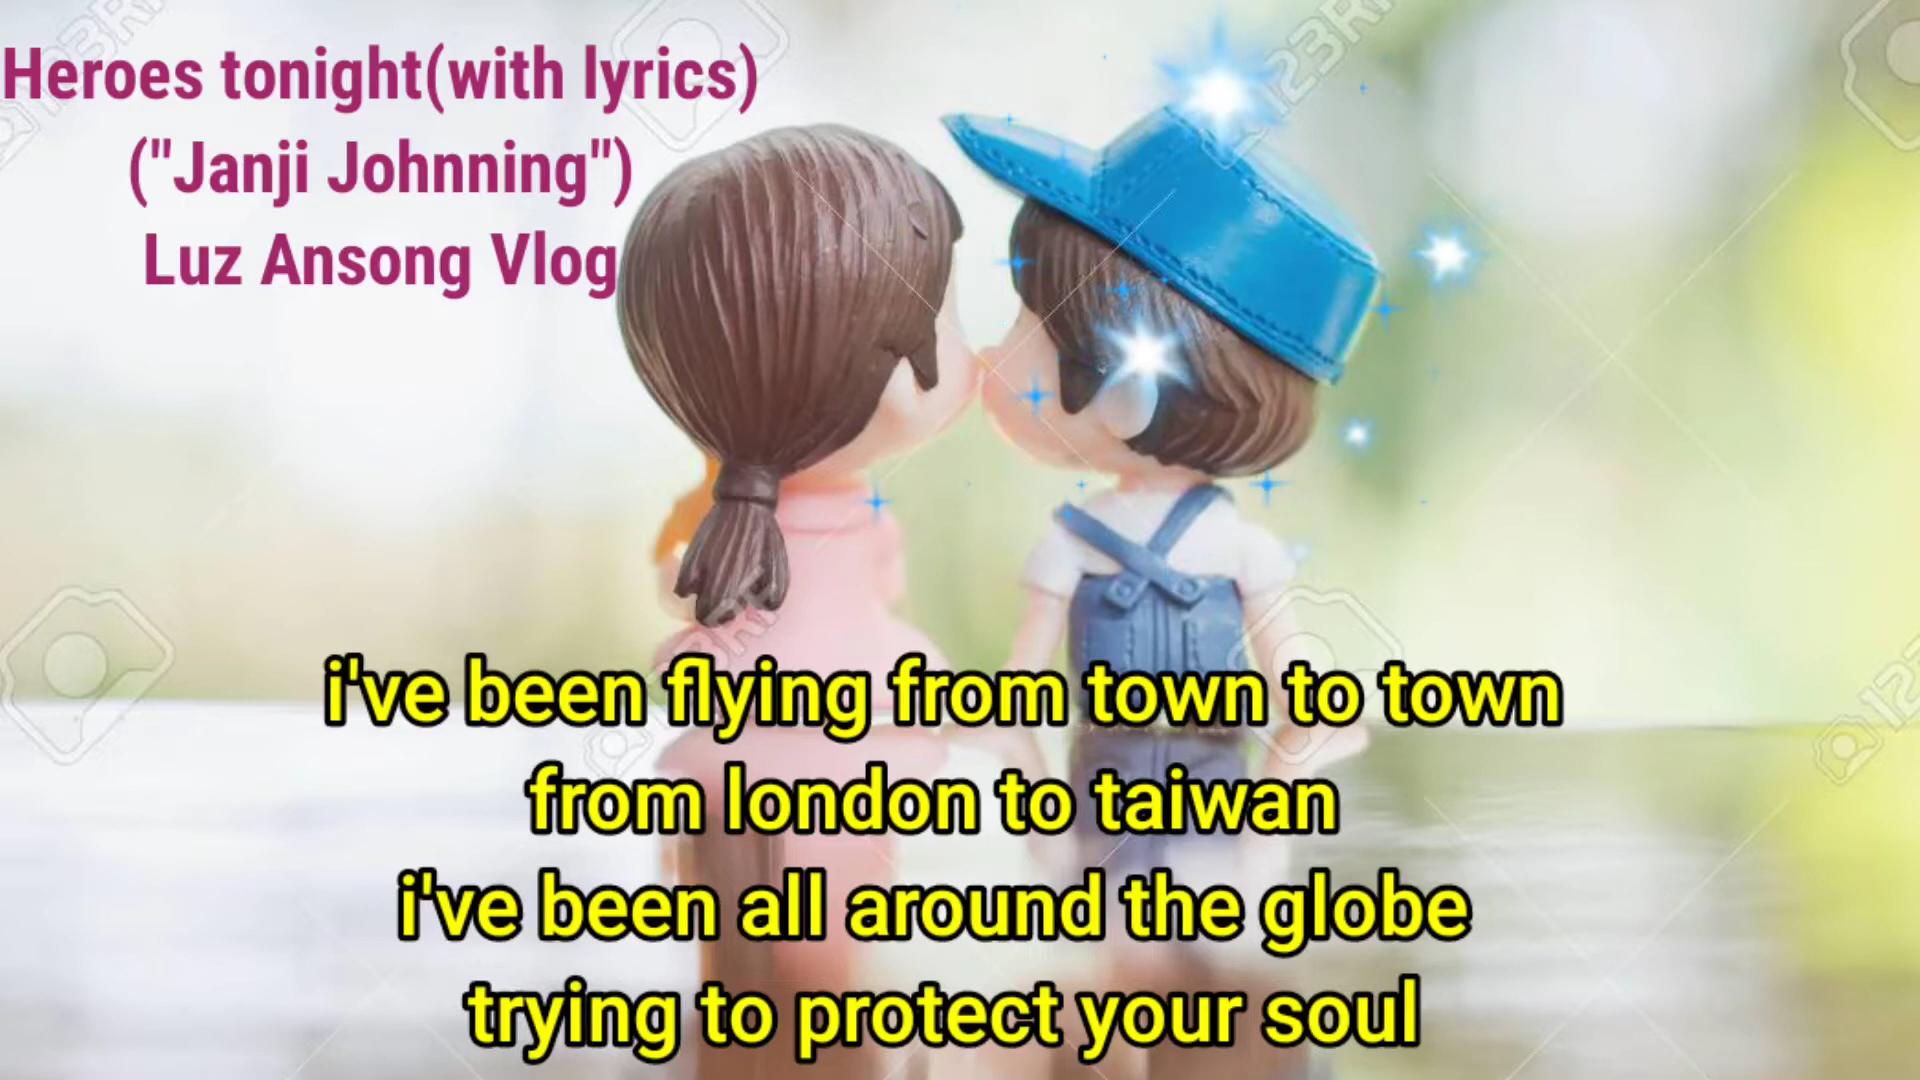 Heroes tonight(with lyrics)
("Janji Johnning")
Luz Ansong Vlog
i've been flying from town to town
from london to taiwan
i've been all around the globe
trying to protect your soul
123RF